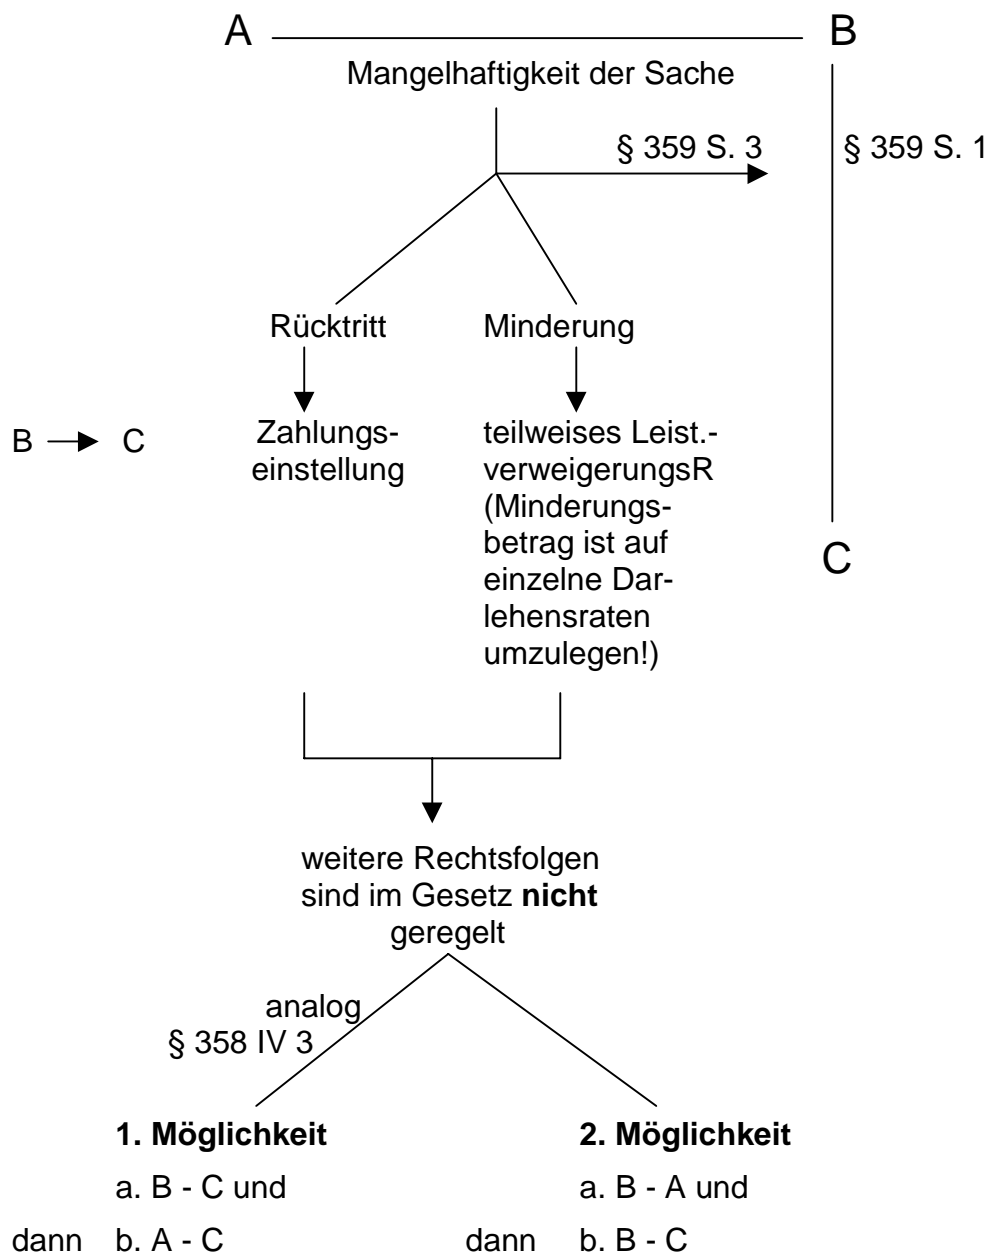 A B
Mangelhaftigkeit der Sache
§ 359 S. 3 § 359 S. 1
Rücktritt Minderung
B C
Zahlungs-
einstellung
teilweises Leist.-
verweigerungsR
(Minderungs-
betrag ist auf
einzelne Dar-
lehensraten
umzulegen!)
C
weitere Rechtsfolgen
sind im Gesetz nicht
geregelt
analog
§ 358 IV 3
1. Möglichkeit 2. Möglichkeit
a. B - C und a. B - A und
dann b. A - C dann b. B - C